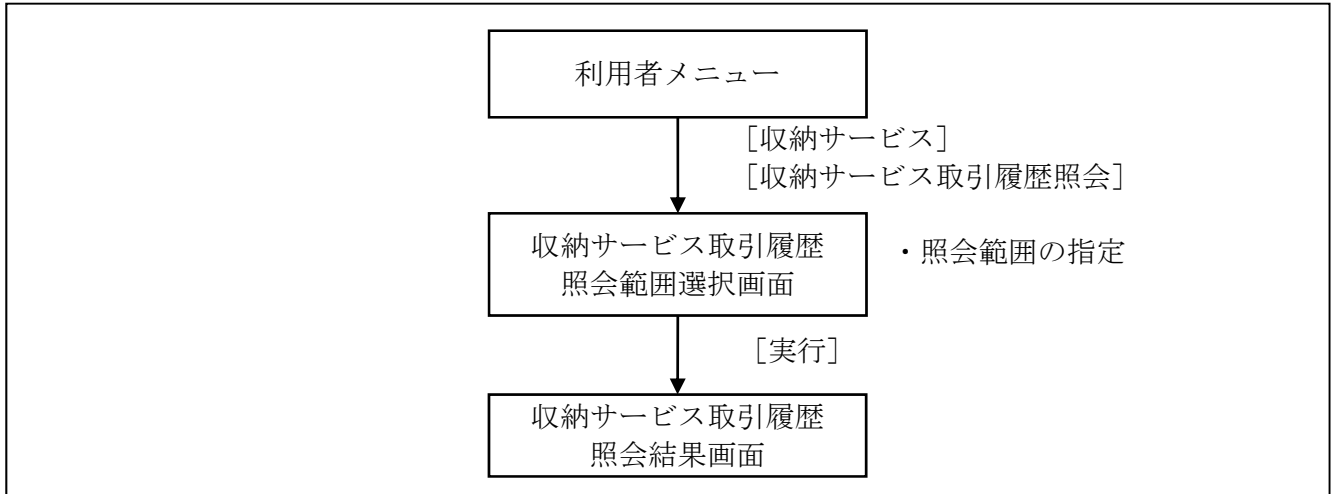 利用者メニュー
［収納サービス］
［収納サービス取引履歴照会］
収納サービス取引履歴
照会範囲選択画面
・照会範囲の指定
［実行］
収納サービス取引履歴
照会結果画面